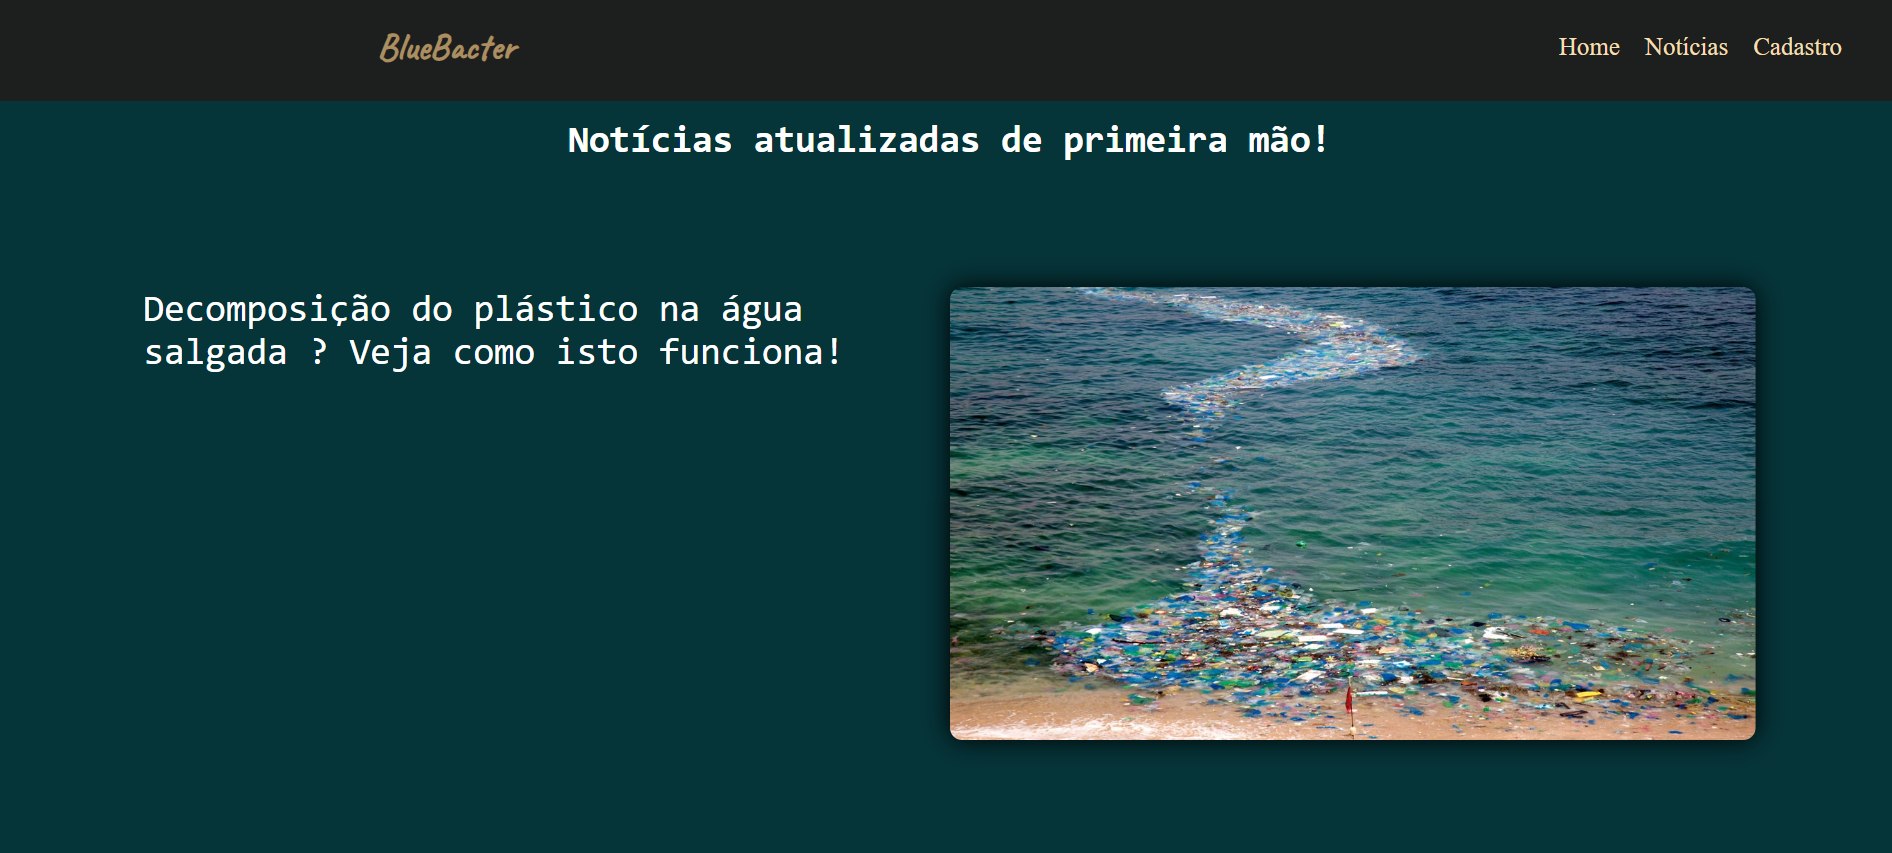 BlueBacter
Home Notícias Cadastro
Notícias atualizadas de primeira mão!
Decomposição do plástico na água
salgada ? Veja como isto funciona!